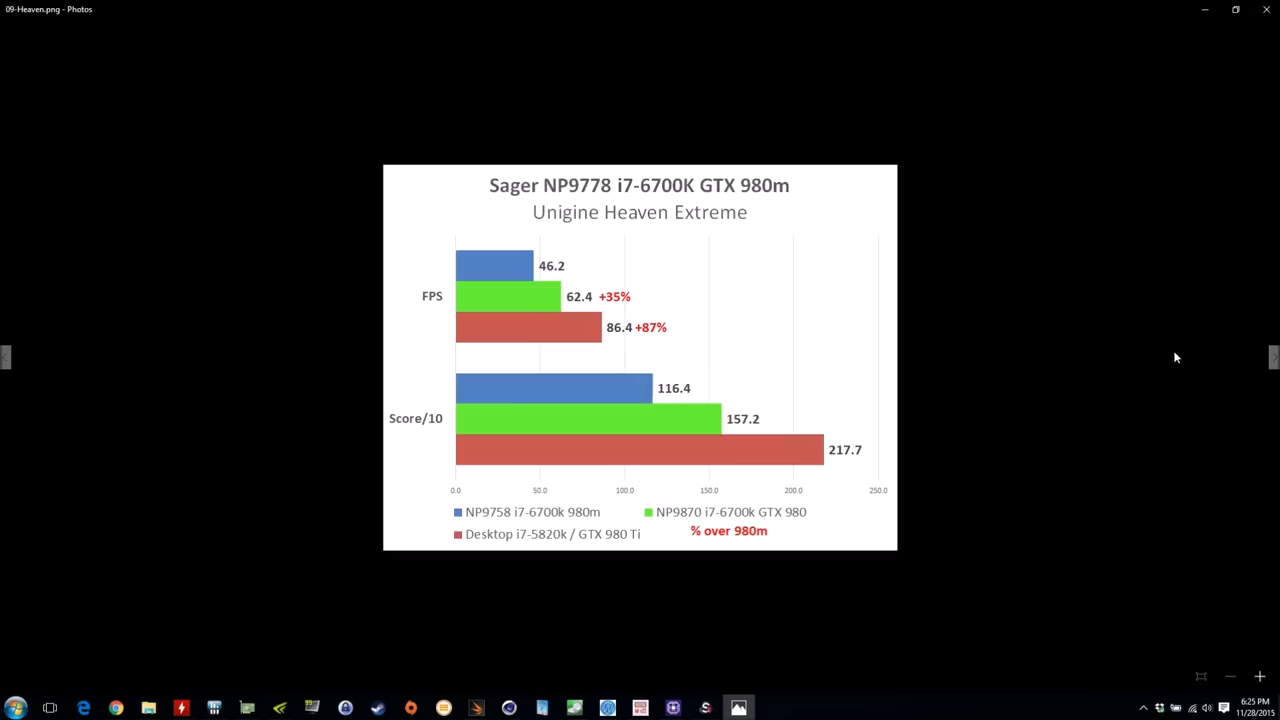 09-Heaven.png - Photos
Sager NP9778 i7-6700K GTX 980m
Unigine Heaven Extreme
46.2
FPS
62.4 +35%
86.4 +87%
116.4
Score/10
157.2
217.7
0.0 50.0 100.0 150.0 200.0 250.0
NP9758 i7-6700k 980m
NP9870 i7-6700k GTX 980
Desktop i7-5820k / GTX 980 Ti
% over 980m
6:25 PM
11/28/2015